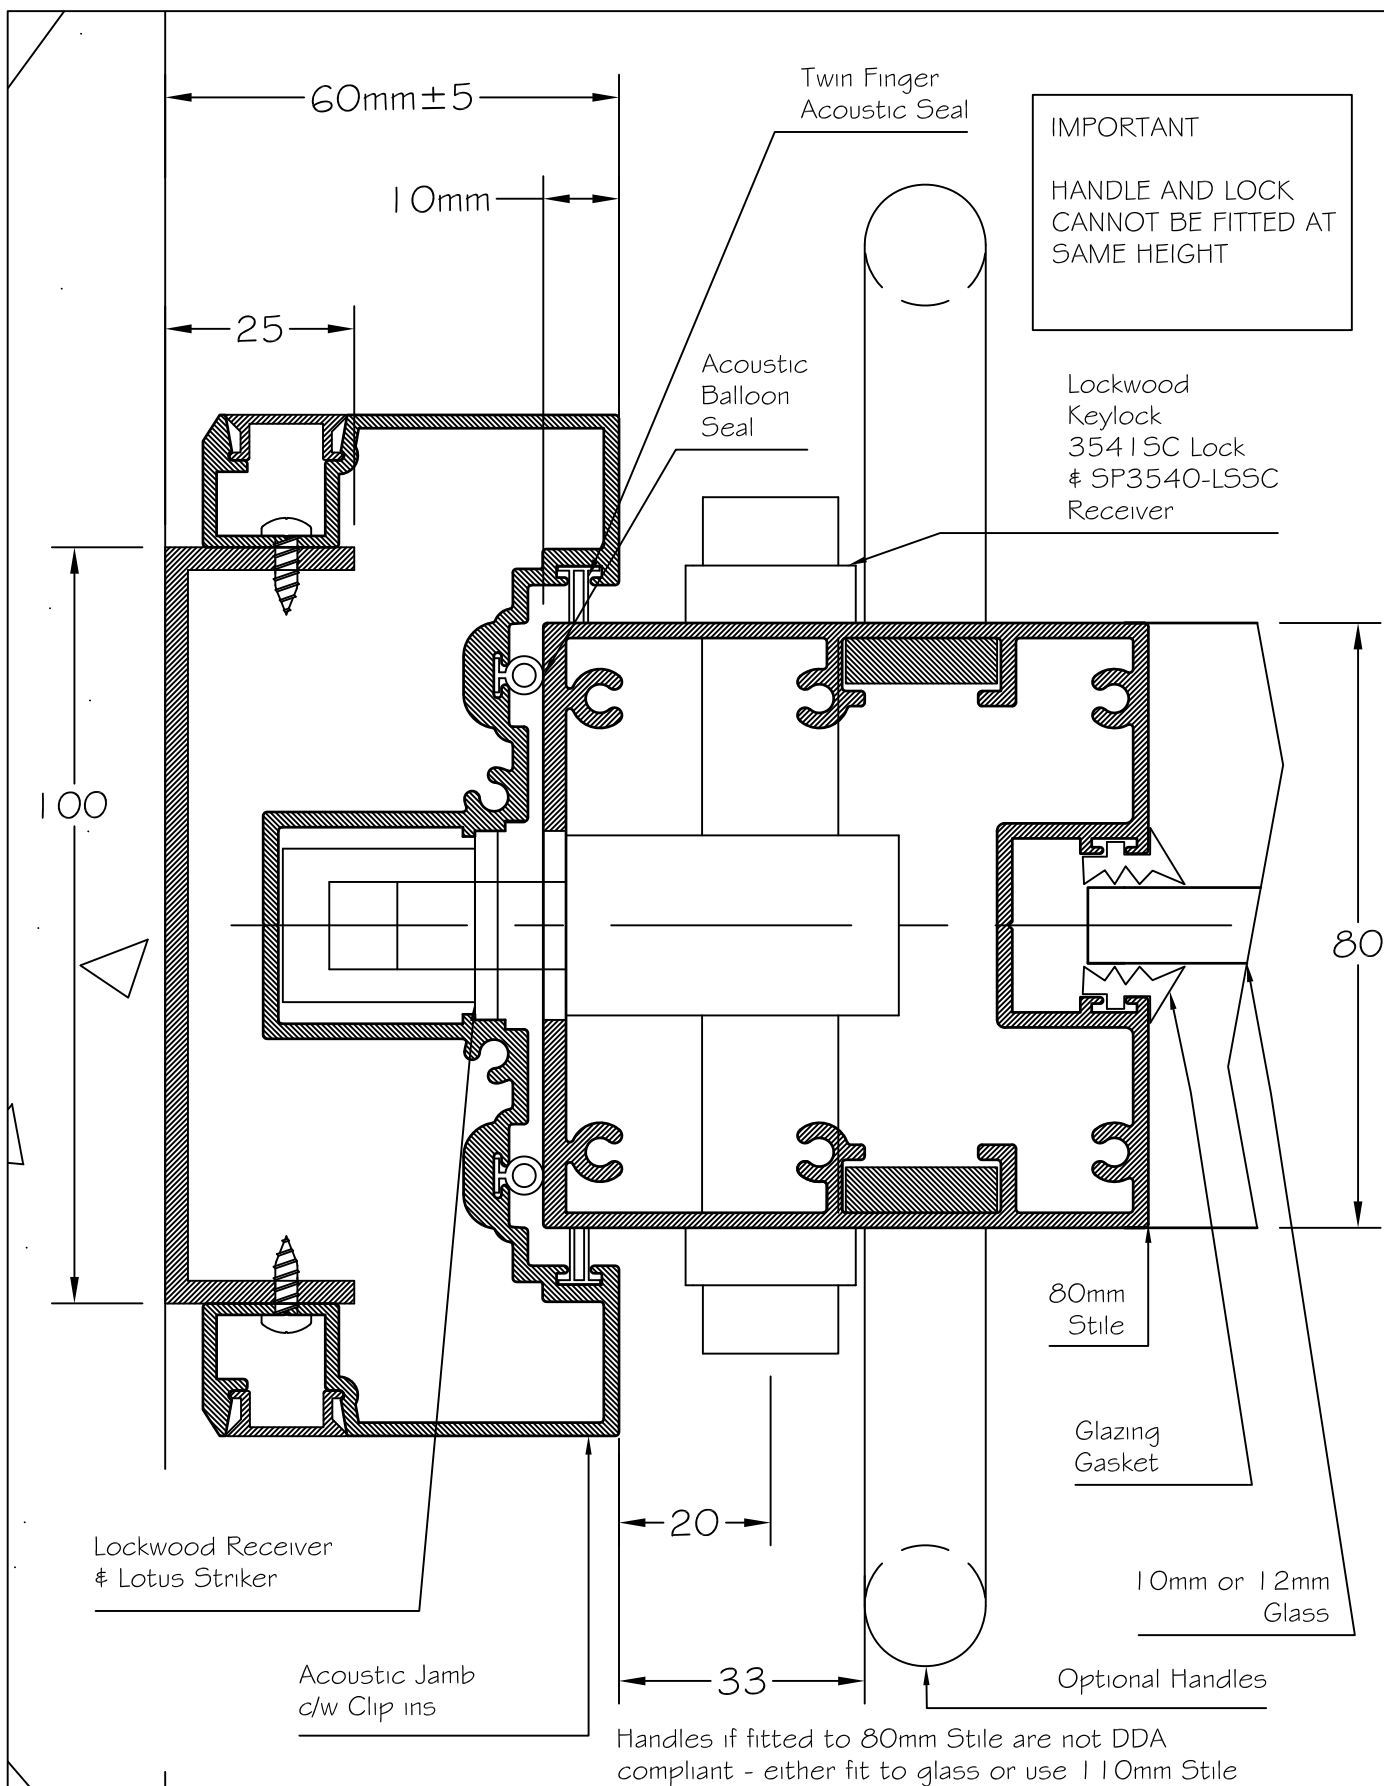 60mm±5
Twin Finger
Acoustic Seal
IMPORTANT
HANDLE AND LOCK
CANNOT BE FITTED AT
SAME HEIGHT
10mm
25
Acoustic
Balloon
Seal
Lockwood
Keylock
3541SC Lock
& SP3540-LSSC
Receiver
100
80
80mm
Stile
Glazing
Gasket
20
Lockwood Receiver
& Lotus Striker
10mm or 12mm
Glass
Acoustic Jamb
c/w Clip ins
33
Optional Handles
Handles if fitted to 80mm Stile are not DDA
compliant - either fit to glass or use 110mm Stile